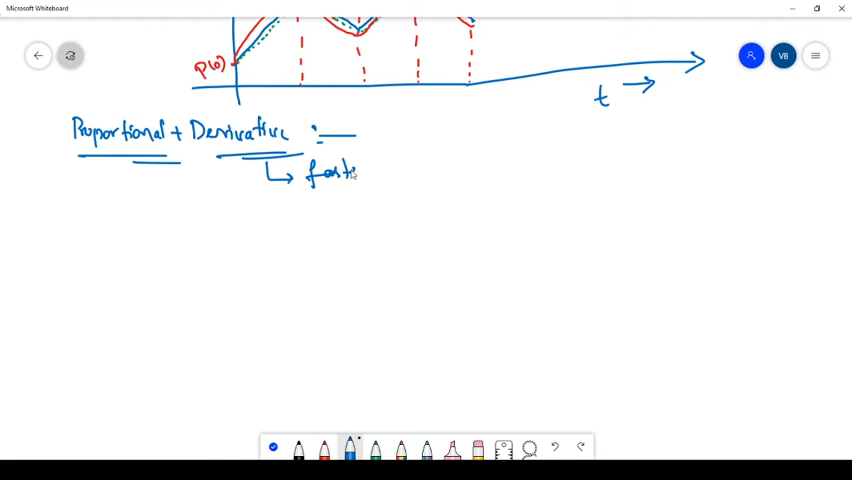 Microsoft Whiteboard
VB
P(0)
t →
Proportional + Derivative :—
↳ fast